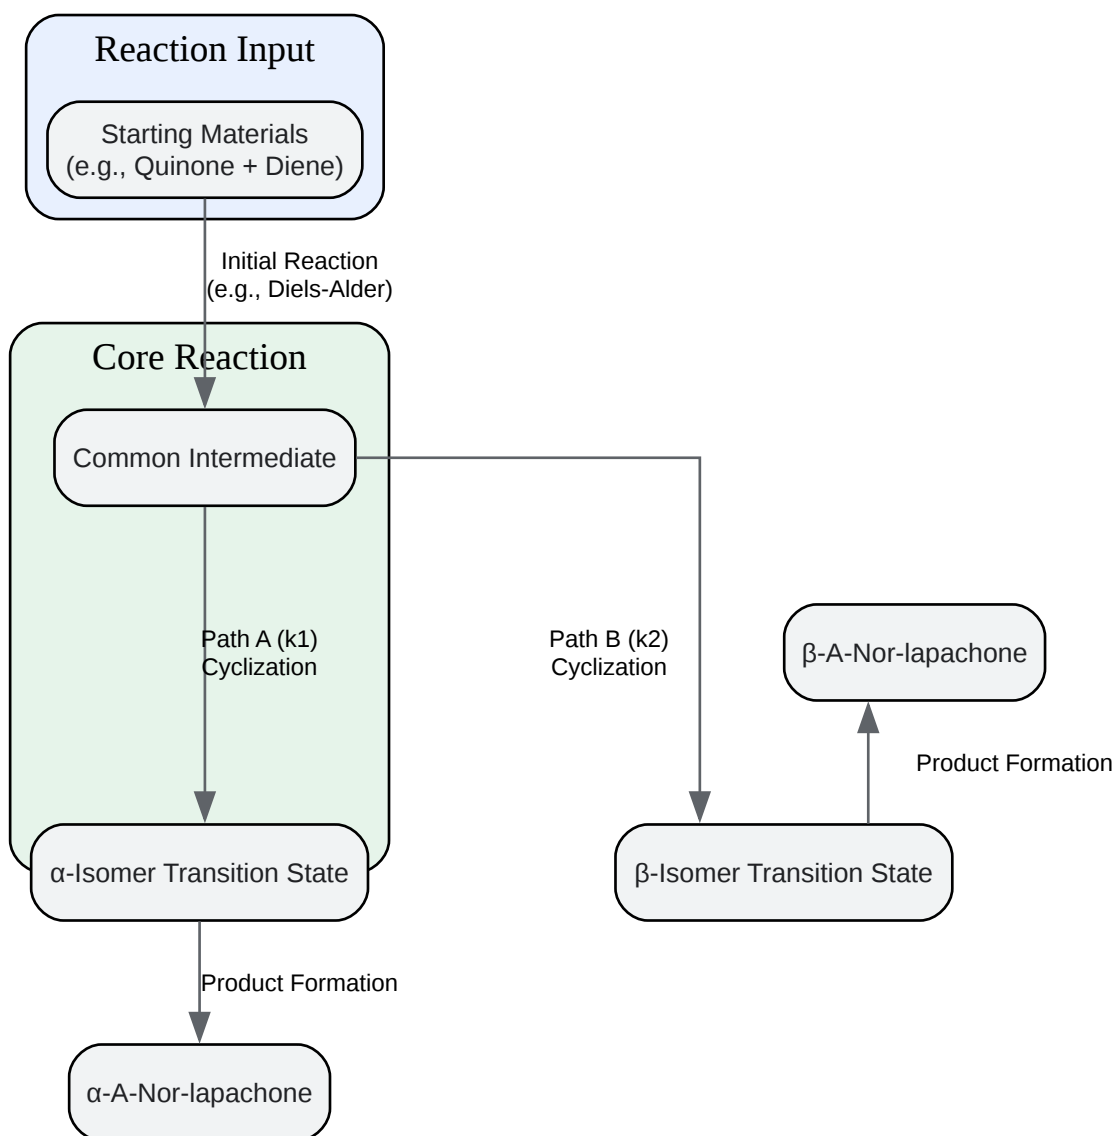 Reaction Input
Starting Materials
(e.g., Quinone + Diene)
Initial Reaction
(e.g., Diels-Alder)
Core Reaction
Common Intermediate
Path A (k1)
Cyclization
Path B (k2)
Cyclization
β-A-Nor-lapachone
Product Formation
α-Isomer Transition State
β-Isomer Transition State
Product Formation
α-A-Nor-lapachone